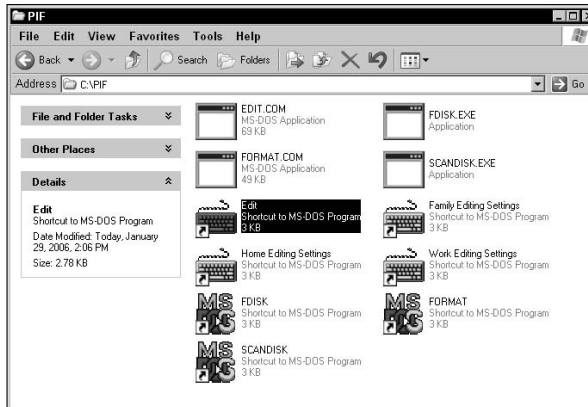 PIF
File Edit View Favorites Tools Help
Back Search Folders
Address C:\PIF Go
File and Folder Tasks
Other Places
Details
Edit
Shortcut to MS-DOS Program
Date Modified: Today, January
29, 2006, 2:06 PM
Size: 2.78 KB
EDIT.COM
MS-DOS Application
69 KB
FDISK.EXE
Application
FORMAT.COM
MS-DOS Application
49 KB
SCANDISK.EXE
Application
Edit
Shortcut to MS-DOS Program
3 KB
Family Editing Settings
Shortcut to MS-DOS Program
3 KB
Home Editing Settings
Shortcut to MS-DOS Program
3 KB
Work Editing Settings
Shortcut to MS-DOS Program
3 KB
MS
FDISK
Shortcut to MS-DOS Program
3 KB
MS
FORMAT
Shortcut to MS-DOS Program
3 KB
MS
SCANDISK
Shortcut to MS-DOS Program
3 KB